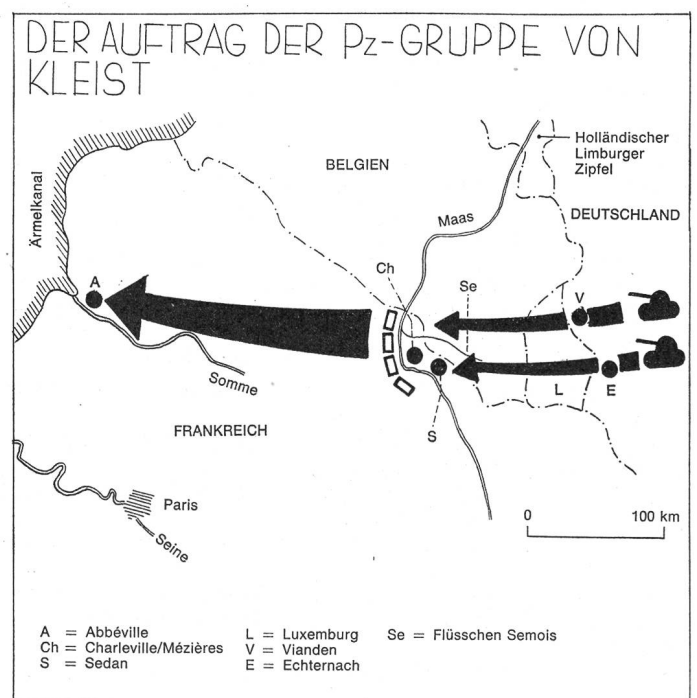 DER AUFTRAG DER Pz-GRUPPE VON
KLEIST
Holländischer
Limburger
Zipfel
BELGIEN
DEUTSCHLAND
Maas
Ärmelkanal
Ch
Se
A
V
L
E
Somme
S
FRANKREICH
Paris
Seine
0 100 km
A = Abbéville
Ch = Charleville/Mézières
S = Sedan
L = Luxemburg
V = Vianden
E = Echternach
Se = Flüsschen Semois